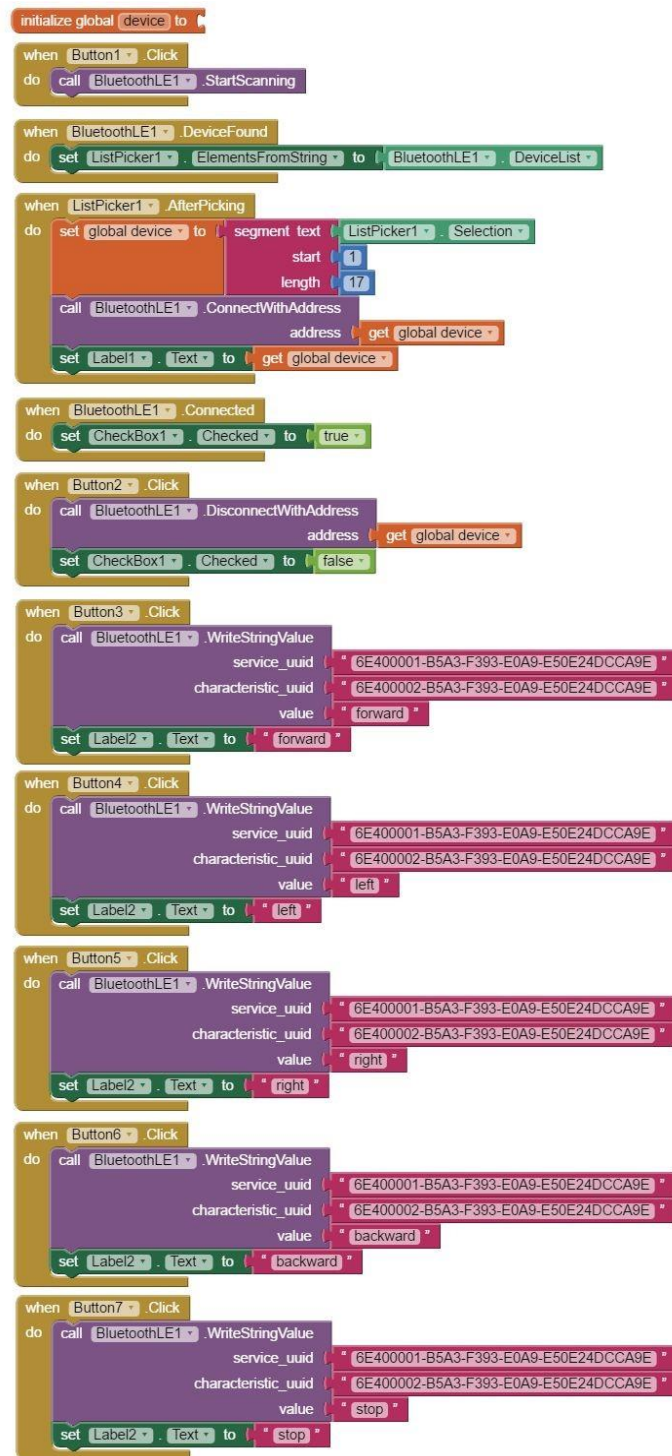 initialize global device to
when Button1 .Click
do call BluetoothLE1 .StartScanning
when BluetoothLE1 .DeviceFound
do set ListPicker1 . ElementsFromString to BluetoothLE1 . DeviceList
when ListPicker1 .AfterPicking
do set global device to segment text ListPicker1 . Selection
start 1
length 17
call BluetoothLE1 .ConnectWithAddress
address get global device
set Label1 . Text to get global device
when BluetoothLE1 .Connected
do set CheckBox1 . Checked to true
when Button2 .Click
do call BluetoothLE1 .DisconnectWithAddress
address get global device
set CheckBox1 . Checked to false
when Button3 .Click
do call BluetoothLE1 .WriteStringValue
service_uuid " 6E400001-B5A3-F393-E0A9-E50E24DCCA9E "
characteristic_uuid " 6E400002-B5A3-F393-E0A9-E50E24DCCA9E "
value " forward "
set Label2 . Text to " forward "
when Button4 .Click
do call BluetoothLE1 .WriteStringValue
service_uuid " 6E400001-B5A3-F393-E0A9-E50E24DCCA9E "
characteristic_uuid " 6E400002-B5A3-F393-E0A9-E50E24DCCA9E "
value " left "
set Label2 . Text to " left "
when Button5 .Click
do call BluetoothLE1 .WriteStringValue
service_uuid " 6E400001-B5A3-F393-E0A9-E50E24DCCA9E "
characteristic_uuid " 6E400002-B5A3-F393-E0A9-E50E24DCCA9E "
value " right "
set Label2 . Text to " right "
when Button6 .Click
do call BluetoothLE1 .WriteStringValue
service_uuid " 6E400001-B5A3-F393-E0A9-E50E24DCCA9E "
characteristic_uuid " 6E400002-B5A3-F393-E0A9-E50E24DCCA9E "
value " backward "
set Label2 . Text to " backward "
when Button7 .Click
do call BluetoothLE1 .WriteStringValue
service_uuid " 6E400001-B5A3-F393-E0A9-E50E24DCCA9E "
characteristic_uuid " 6E400002-B5A3-F393-E0A9-E50E24DCCA9E "
value " stop "
set Label2 . Text to " stop "